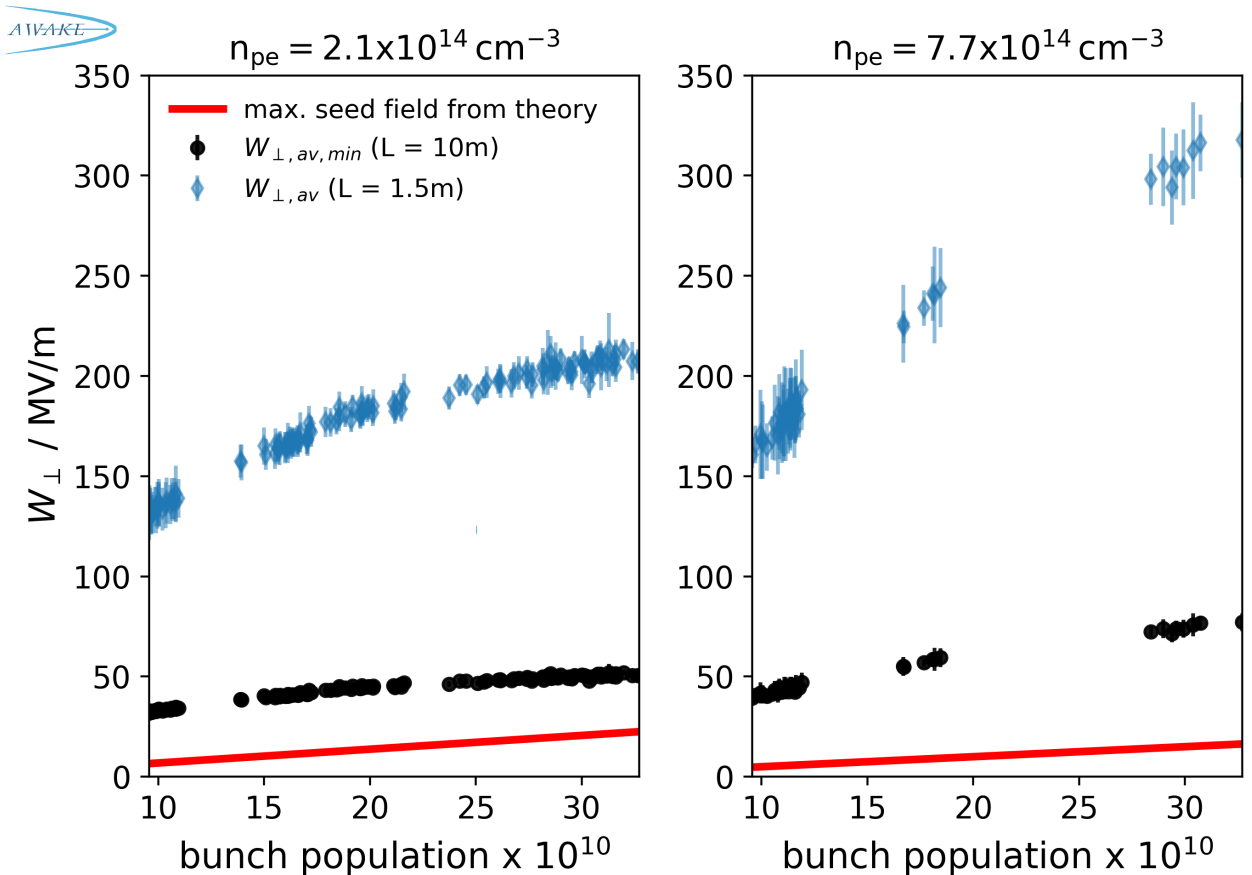 AWAKE
n_pe = 2.1x10^14 cm^−3
n_pe = 7.7x10^14 cm^−3
max. seed field from theory
W_⊥,av,min (L = 10m)
W_⊥,av (L = 1.5m)
W_⊥ / MV/m
350
300
250
200
150
100
50
0
10 15 20 25 30
bunch population x 10^10
350
300
250
200
150
100
50
0
10 15 20 25 30
bunch population x 10^10